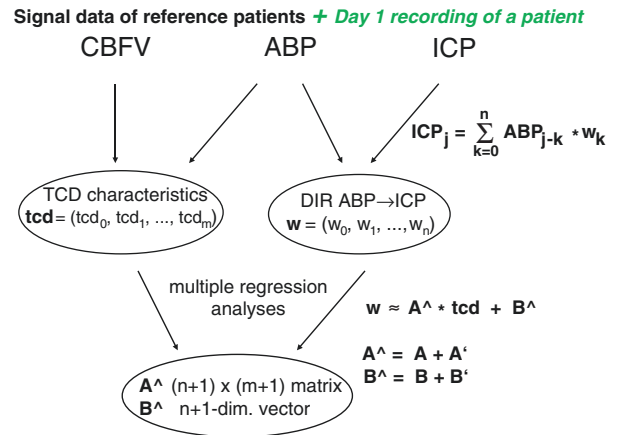 Signal data of reference patients + Day 1 recording of a patient
CBFV ABP ICP
n
ICPj = Σ ABPj-k * wk
k=0
TCD characteristics
tcd = (tcd0, tcd1, ..., tcdm)
DIR ABP→ICP
w = (w0, w1, ...,wn)
multiple regression
analyses
w ≈ A^ * tcd + B^
A^ = A + A‘
B^ = B + B‘
A^ (n+1) x (m+1) matrix
B^ n+1-dim. vector